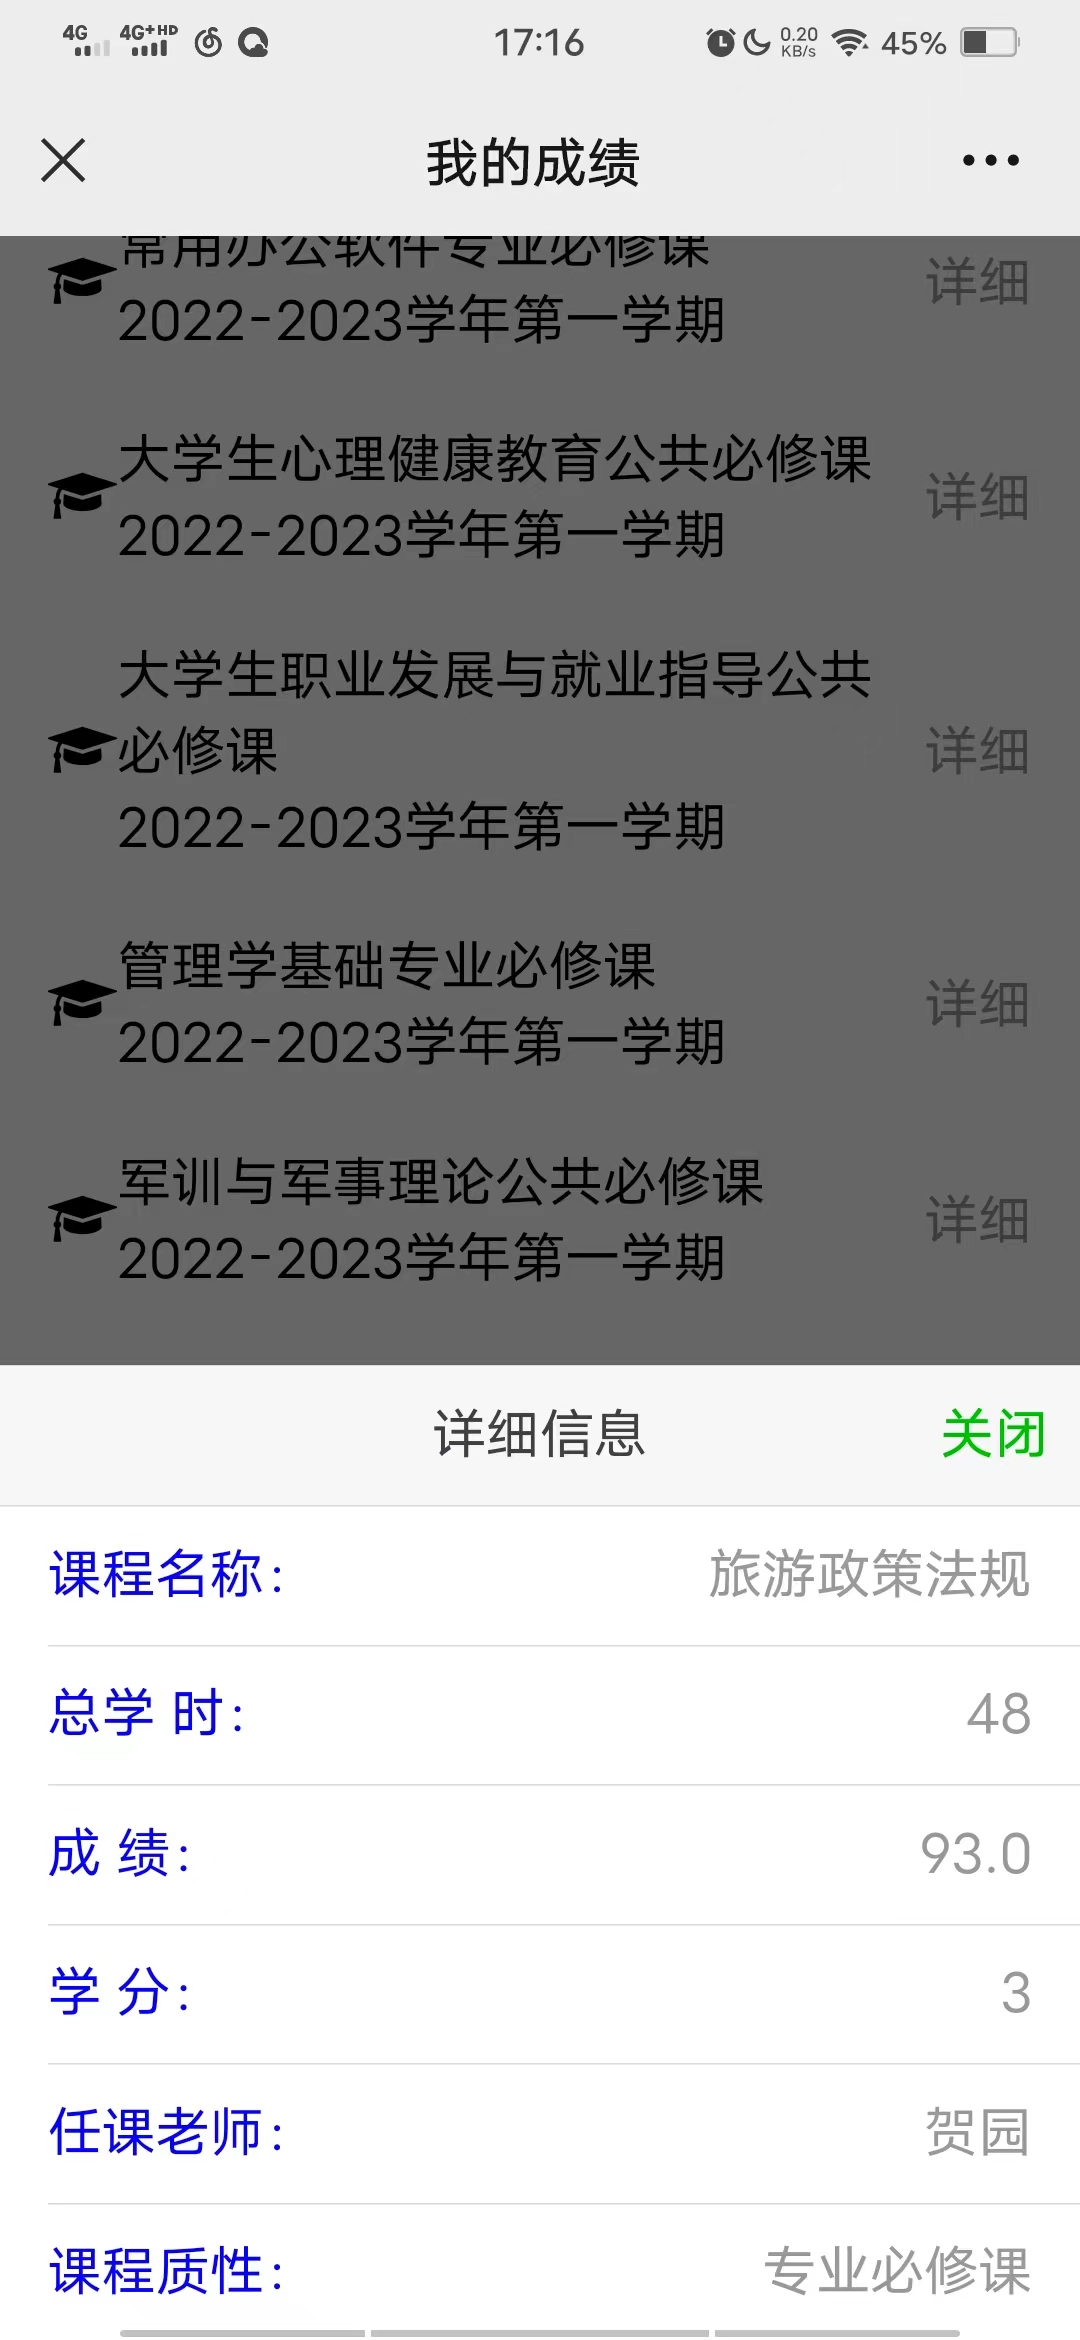 4G 4G+HD 17:16 0.20 KB/s 45%
我的成绩
常用办公软件专业必修课
2022-2023学年第一学期
详细
大学生心理健康教育公共必修课
2022-2023学年第一学期
详细
大学生职业发展与就业指导公共
必修课
2022-2023学年第一学期
详细
管理学基础专业必修课
2022-2023学年第一学期
详细
军训与军事理论公共必修课
2022-2023学年第一学期
详细
详细信息 关闭
课程名称: 旅游政策法规
总学 时: 48
成 绩: 93.0
学 分: 3
任课老师: 贺园
课程质性: 专业必修课